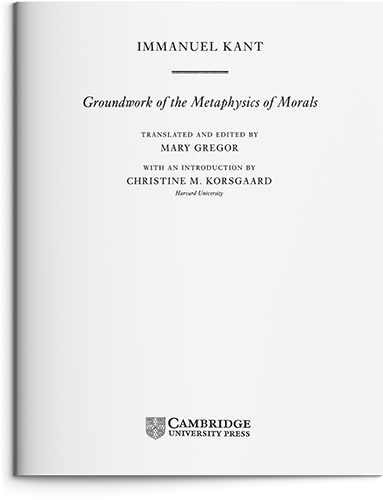 IMMANUEL KANT
Groundwork of the Metaphysics of Morals
TRANSLATED AND EDITED BY
MARY GREGOR
WITH AN INTRODUCTION BY
CHRISTINE M. KORSGAARD
Harvard University
CAMBRIDGE
UNIVERSITY PRESS